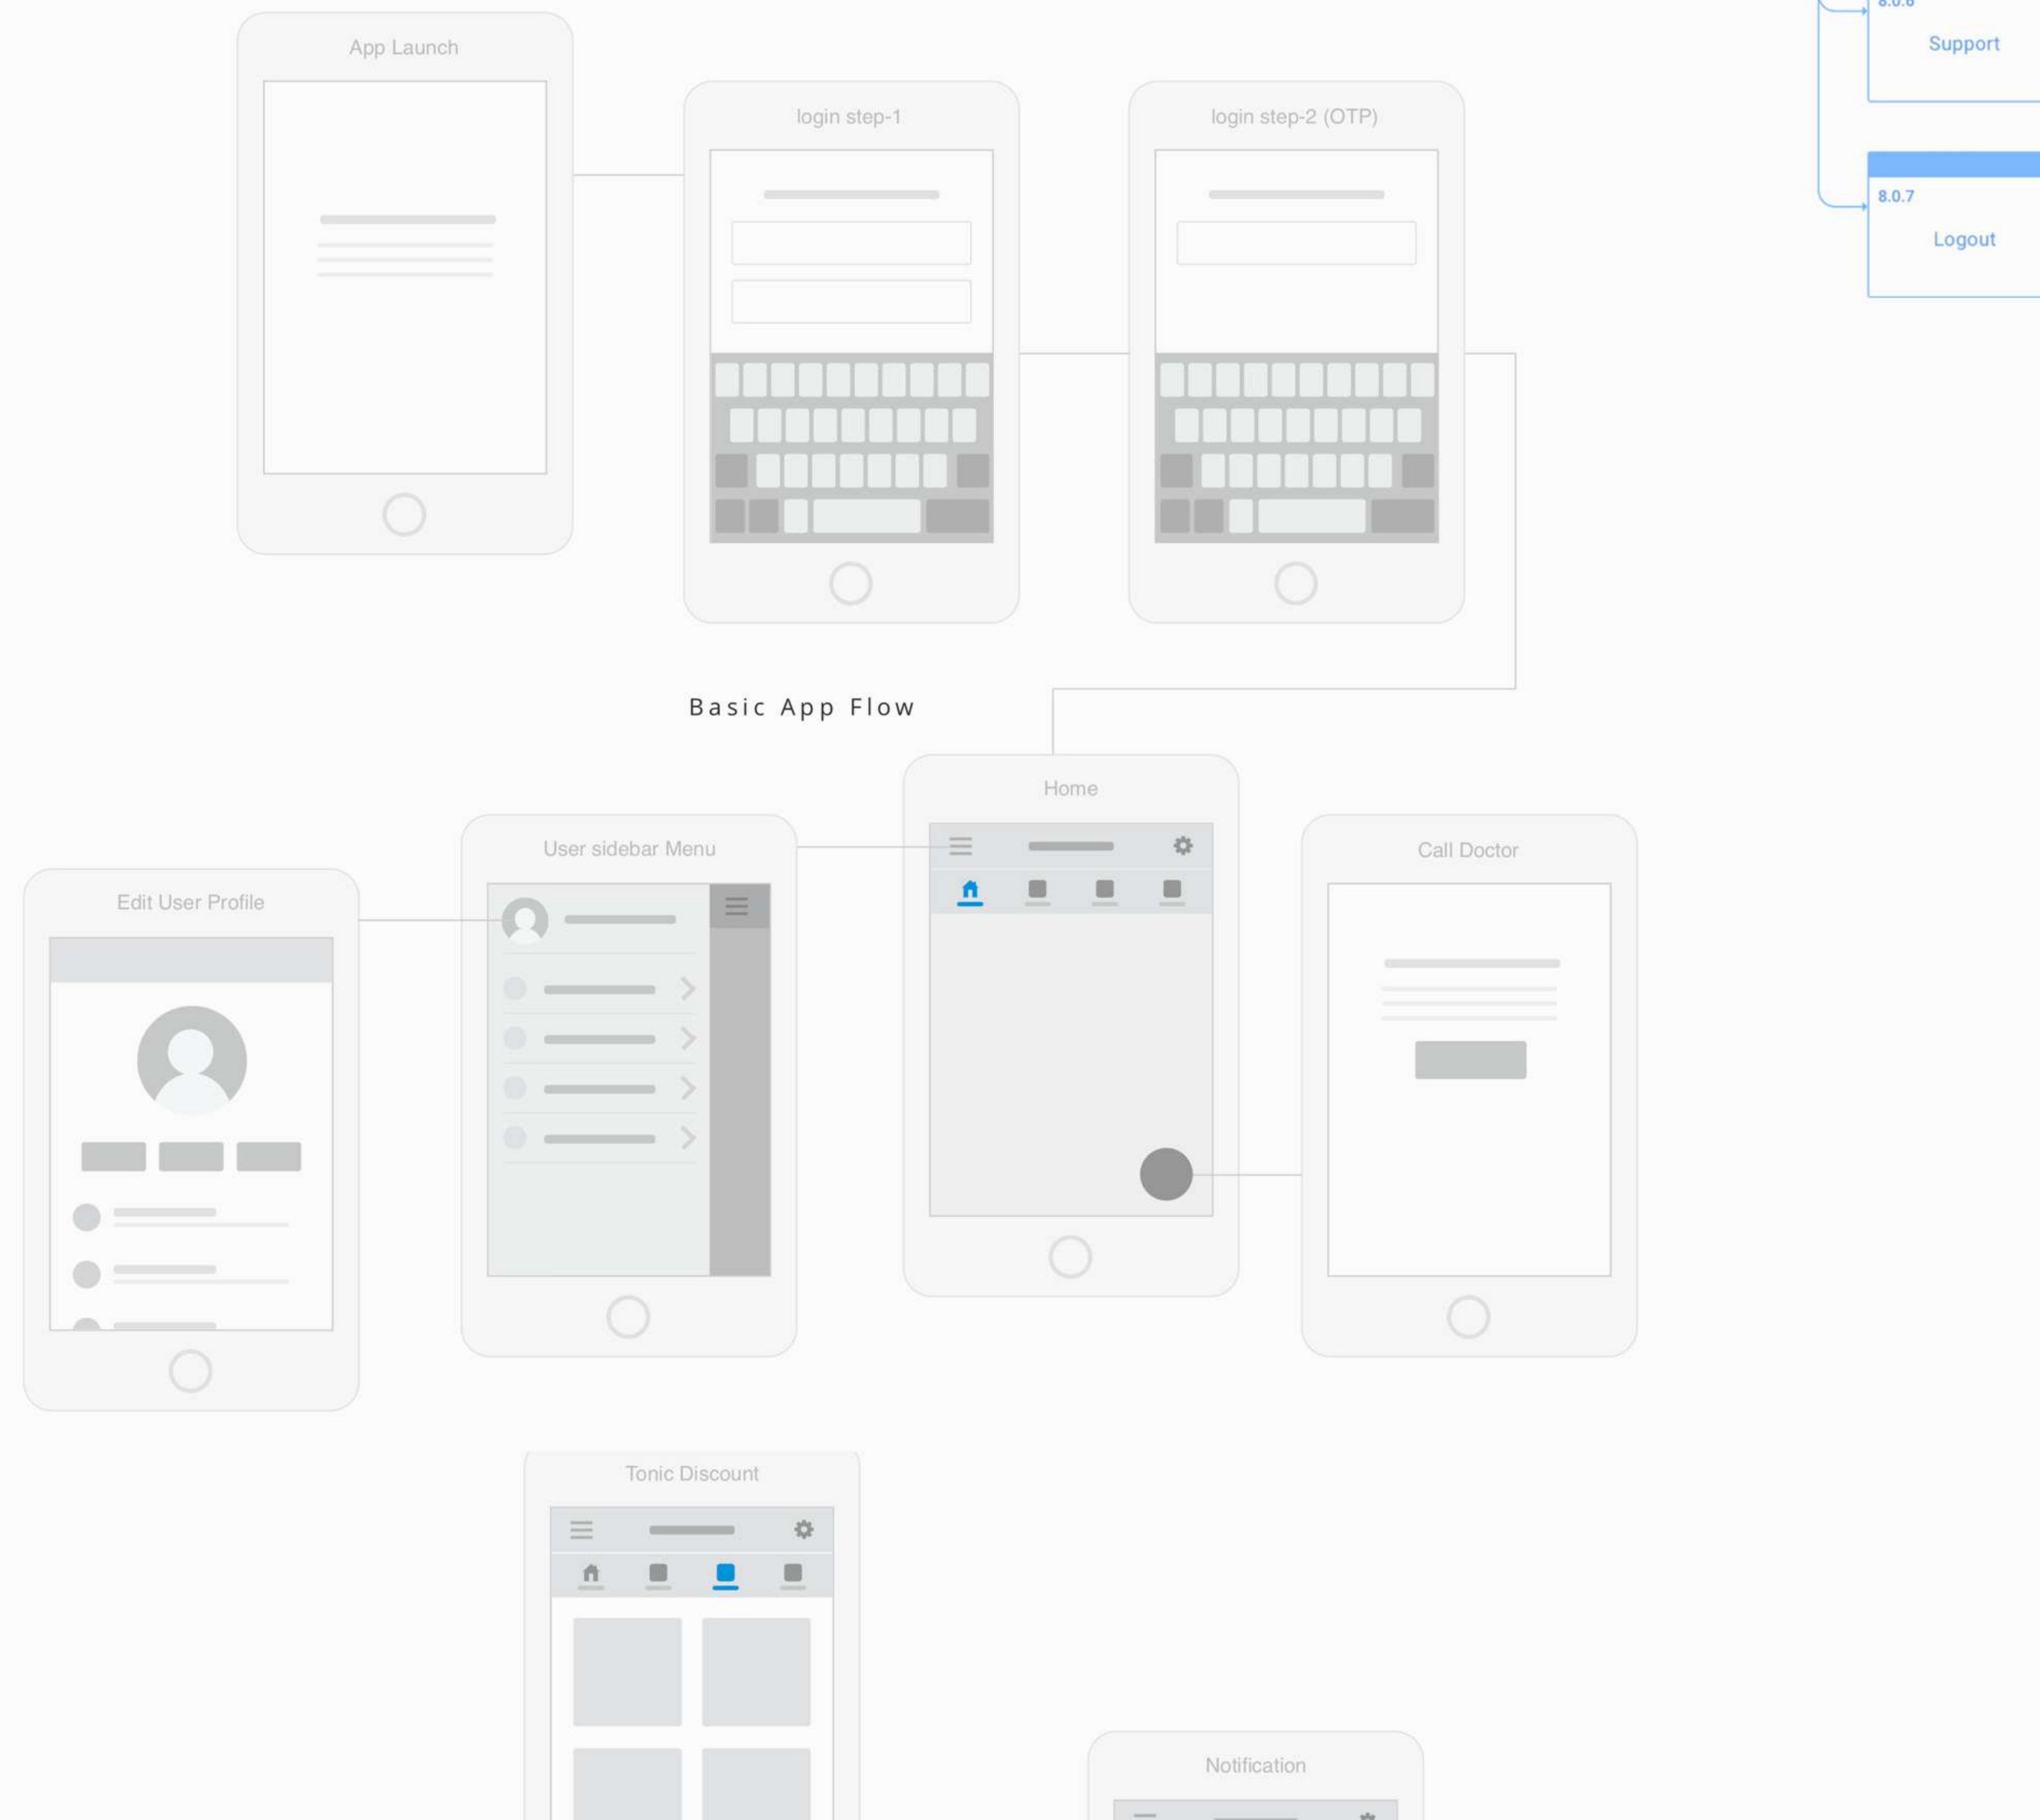 App Launch
login step-1
login step-2 (OTP)
8.0.6
Support
8.0.7
Logout
Basic App Flow
Home
User sidebar Menu
Call Doctor
Edit User Profile
Tonic Discount
Notification